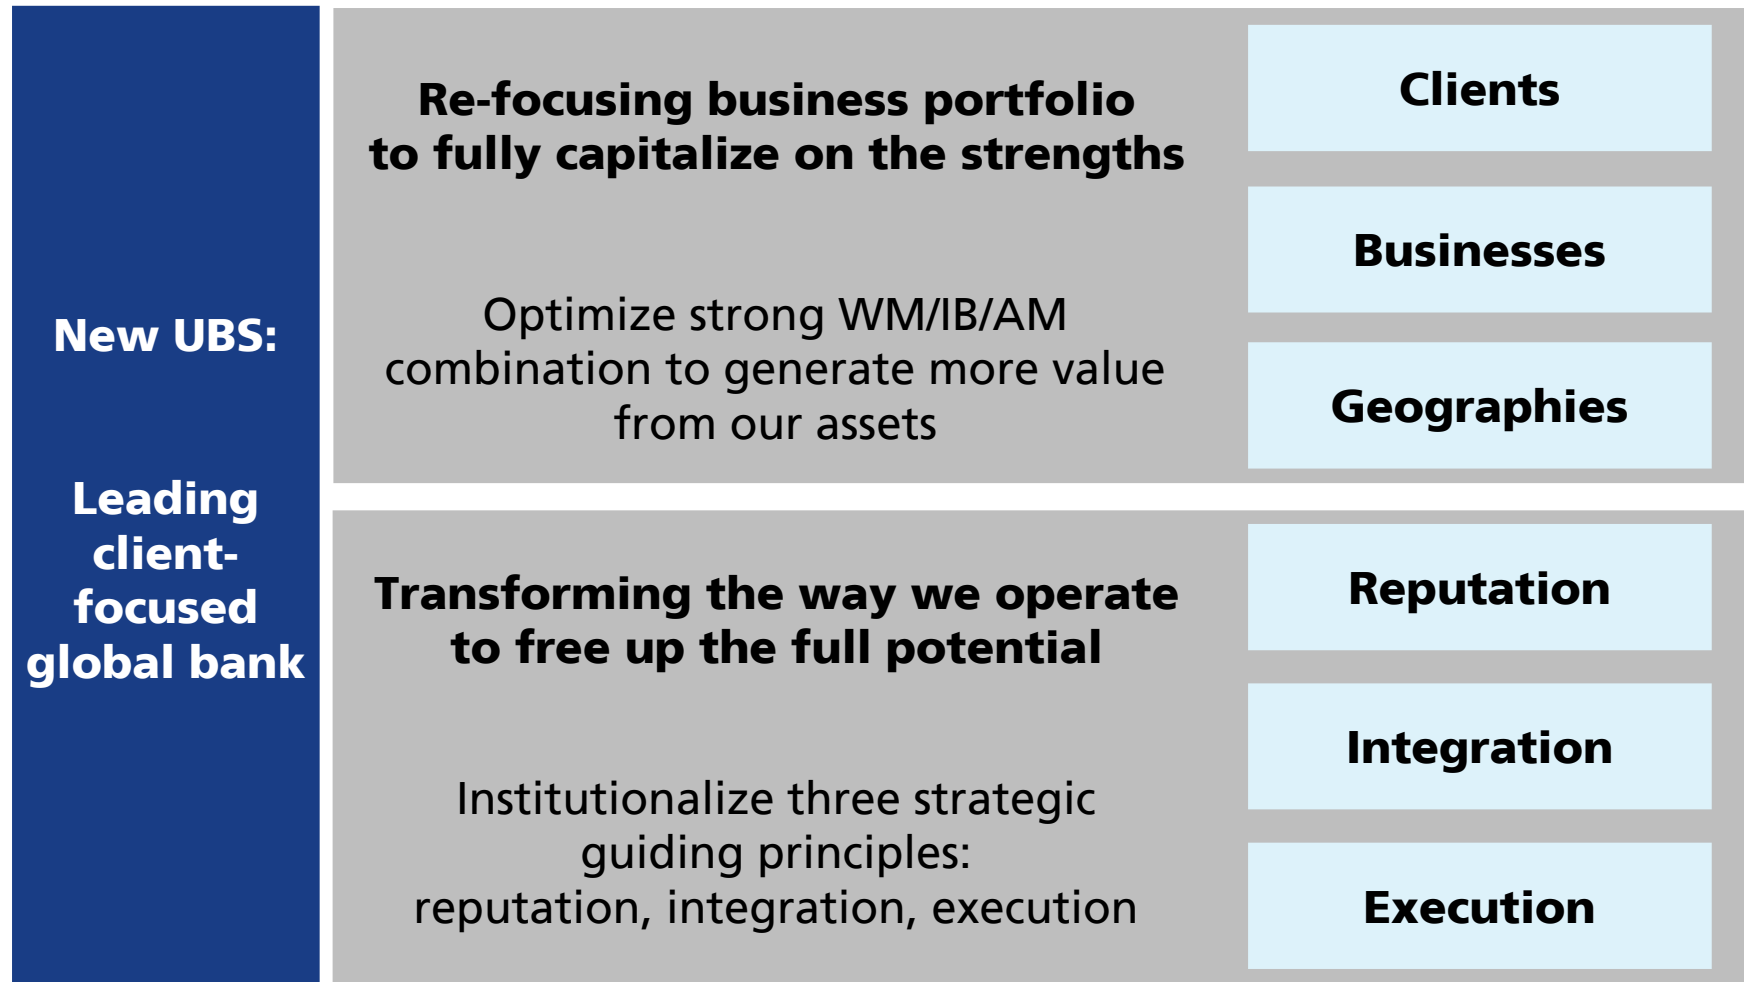 New UBS:
Leading
client-
focused
global bank
Re-focusing business portfolio
to fully capitalize on the strengths
Optimize strong WM/IB/AM
combination to generate more value
from our assets
Clients
Businesses
Geographies
Transforming the way we operate
to free up the full potential
Institutionalize three strategic
guiding principles:
reputation, integration, execution
Reputation
Integration
Execution